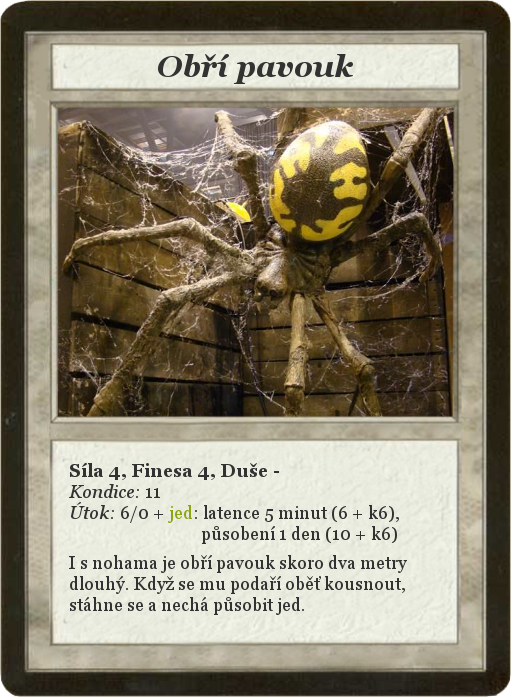 Obří pavouk
Síla 4, Finesa 4, Duše -
Kondice: 11
Útok: 6/0 + jed: latence 5 minut (6 + k6),
působení 1 den (10 + k6)
I s nohama je obří pavouk skoro dva metry
dlouhý. Když se mu podaří oběť kousnout,
stáhne se a nechá působit jed.